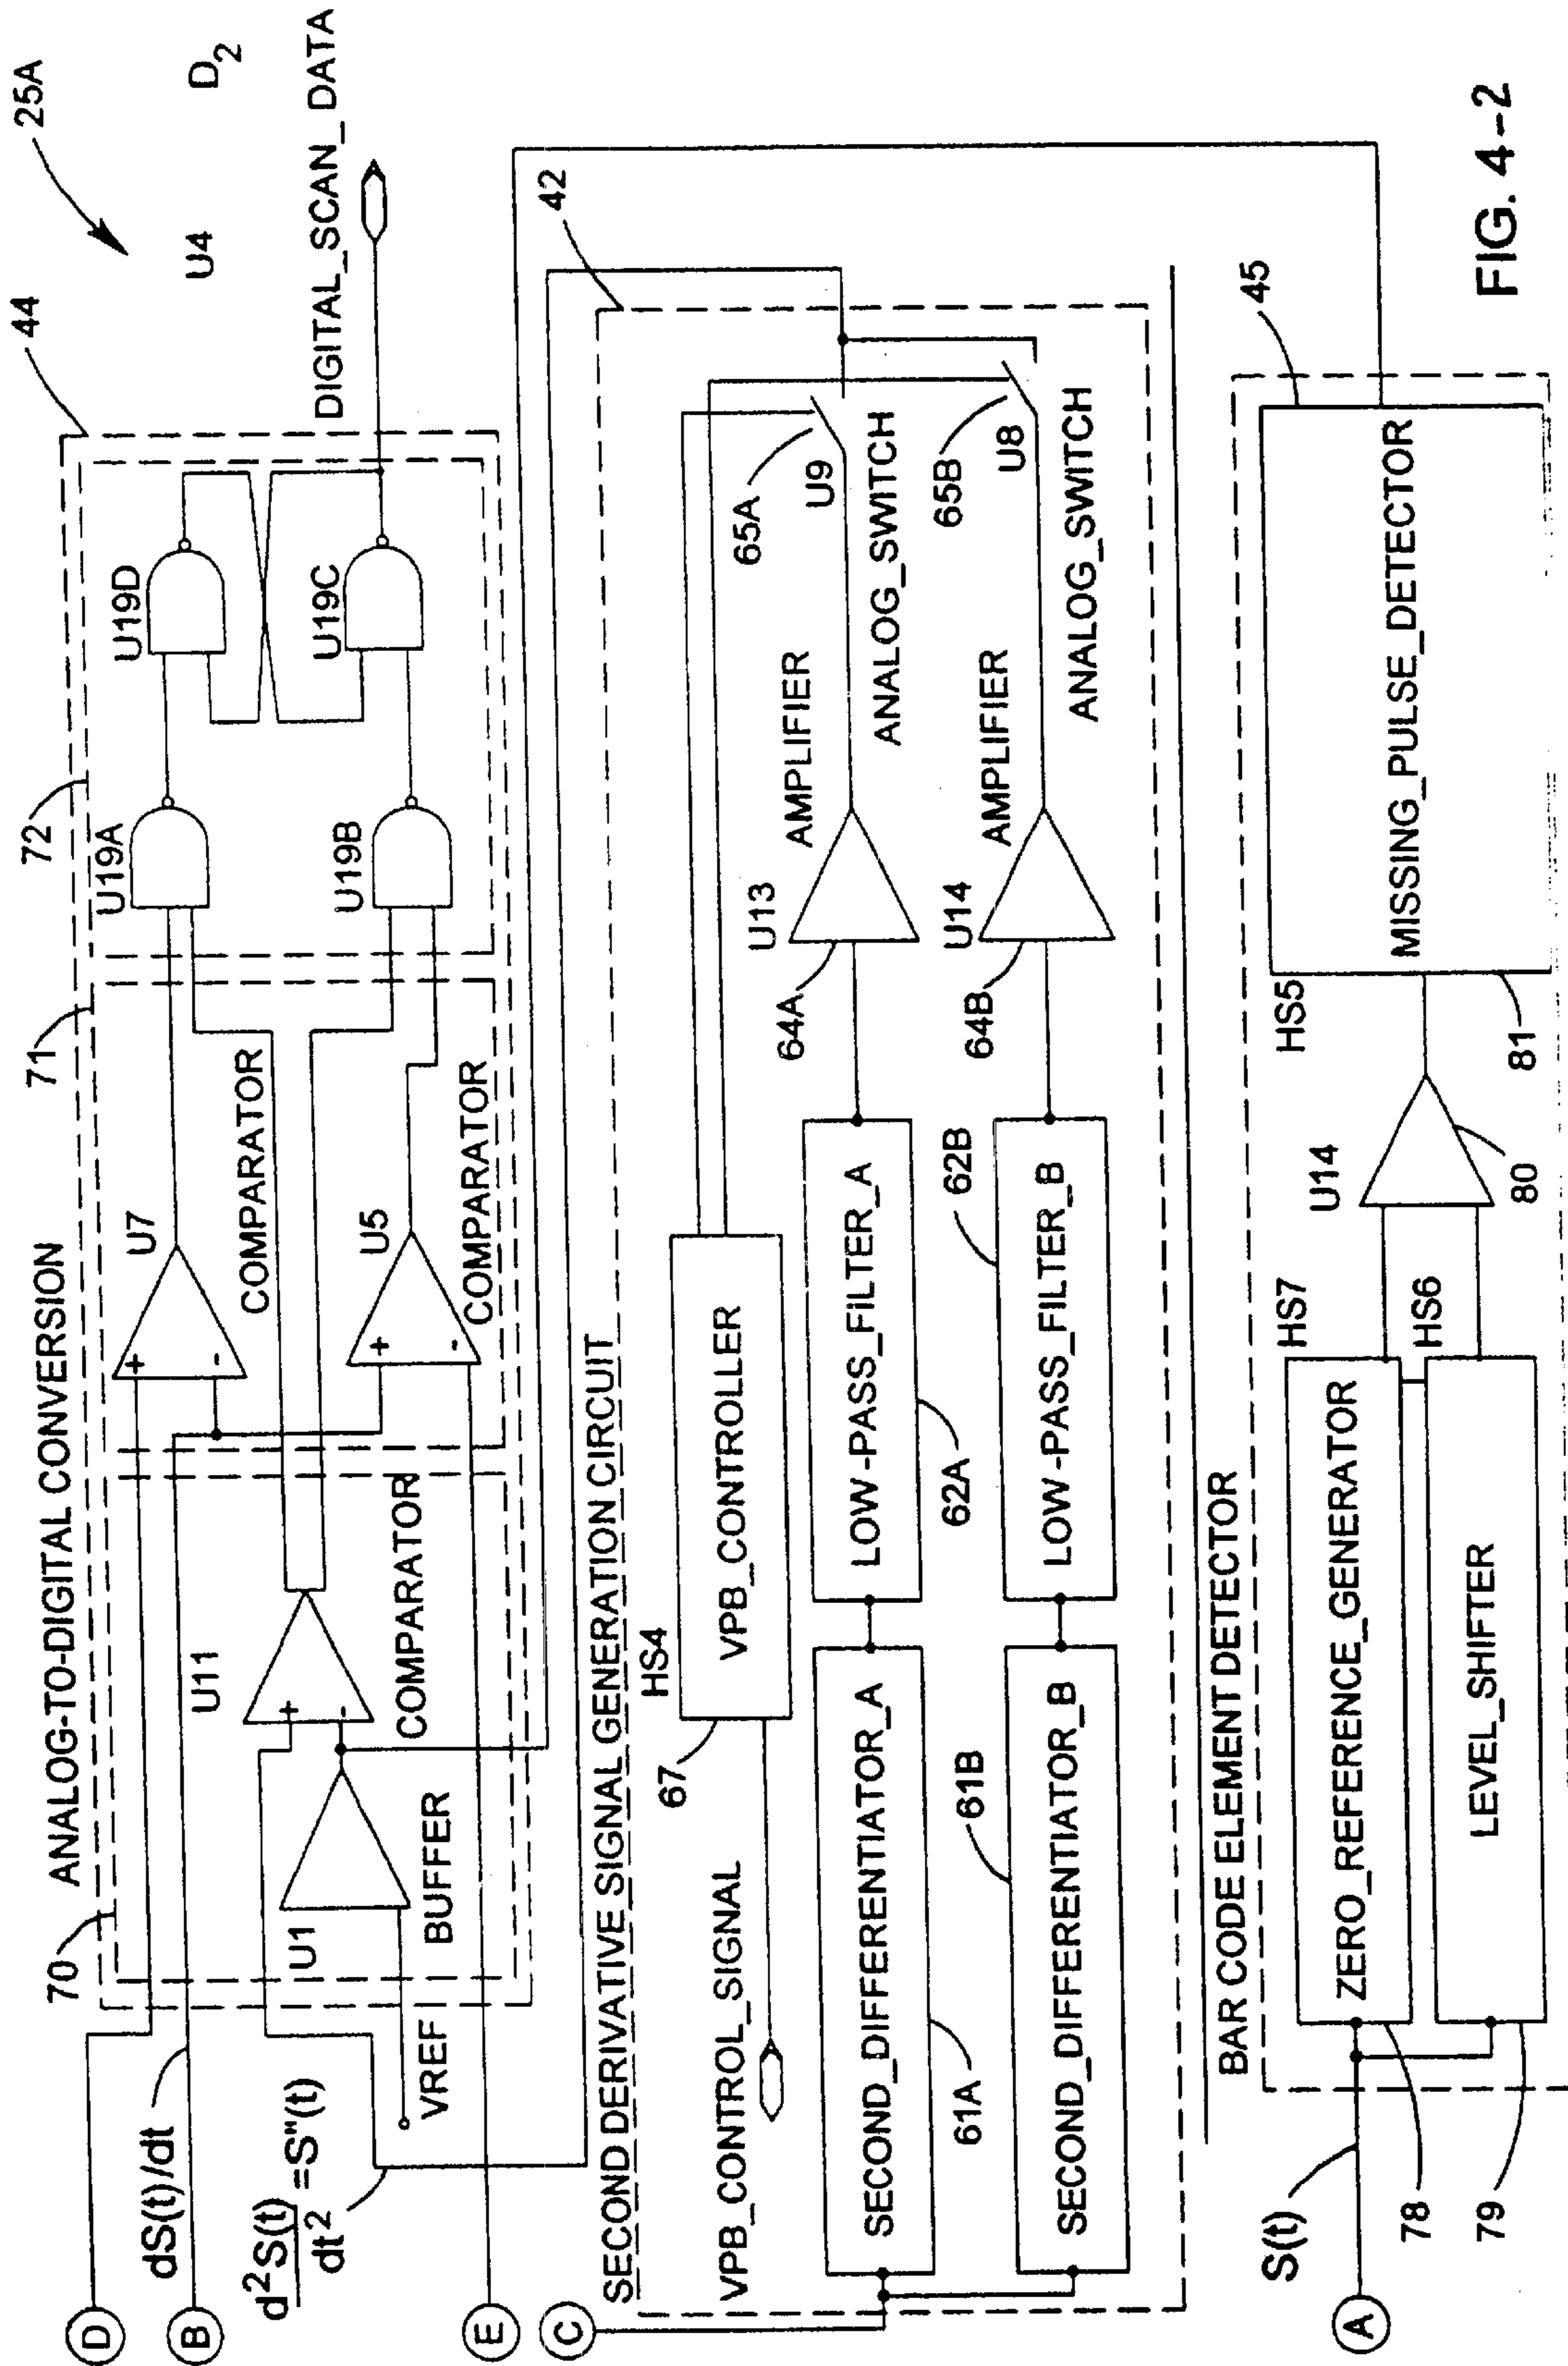 25A
44
U4
D2
ANALOG-TO-DIGITAL CONVERSION
70
71
72
D
B
E
C
dS(t)/dt
d²S(t)/dt² =S"(t)
VREF
U1
BUFFER
U11
+
-
COMPARATOR
U7
+
-
COMPARATOR
U5
+
-
COMPARATOR
U19A
U19B
U19D
U19C
DIGITAL_SCAN_DATA
SECOND DERIVATIVE SIGNAL GENERATION CIRCUIT
42
VPB_CONTROL_SIGNAL
67
HS4
VPB_CONTROLLER
SECOND_DIFFERENTIATOR_A
61A
LOW-PASS_FILTER_A
62A
64A
U13
AMPLIFIER
65A
U9
ANALOG_SWITCH
SECOND_DIFFERENTIATOR_B
61B
LOW-PASS_FILTER_B
62B
64B
U14
AMPLIFIER
65B
U8
ANALOG_SWITCH
BAR CODE ELEMENT DETECTOR
45
A
S(t)
ZERO_REFERENCE_GENERATOR
HS7
78
LEVEL_SHIFTER
HS6
79
U14
80
HS5
MISSING_PULSE_DETECTOR
81
FIG. 4-2